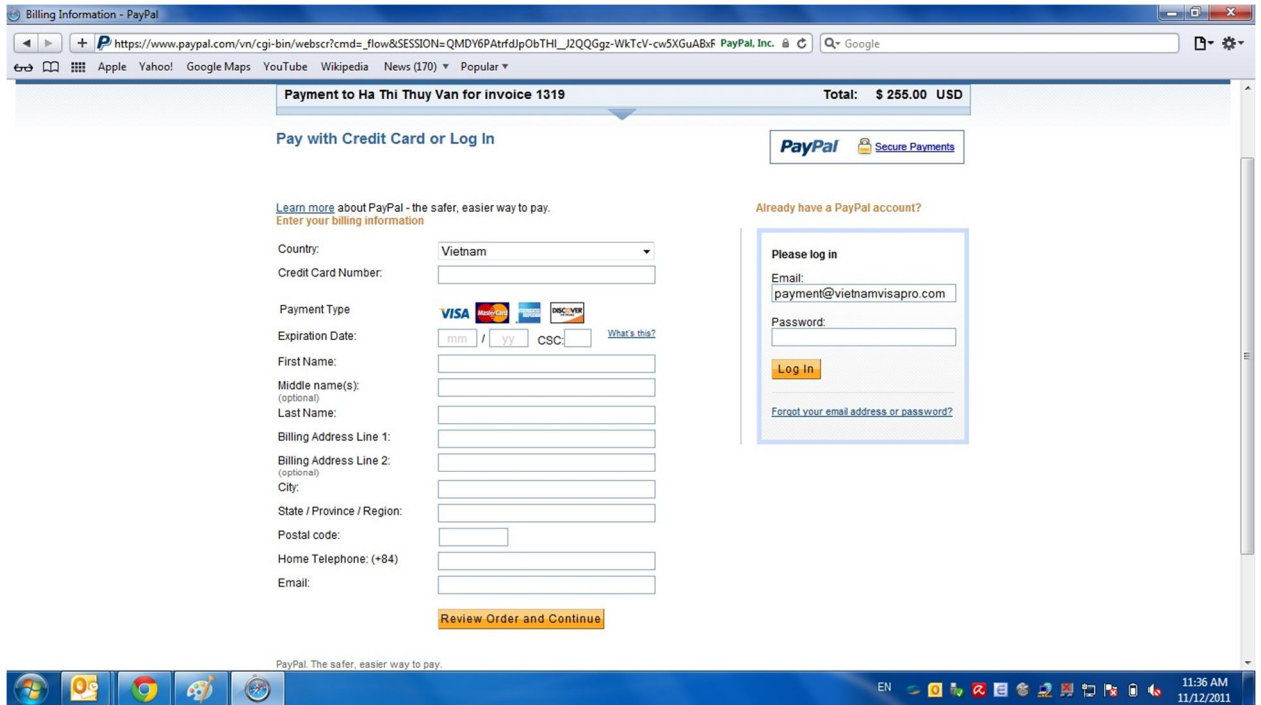 Billing Information - PayPal
https://www.paypal.com/vn/cgi-bin/webscr?cmd=_flow&SESSION=QMDY6PAtrfdJpObTHI__J2QQGgz-WkTcV-cw5XGuABxF PayPal, Inc.
Google
Apple Yahoo! Google Maps YouTube Wikipedia News (170) Popular
Payment to Ha Thi Thuy Van for invoice 1319 Total: $ 255.00 USD
Pay with Credit Card or Log In
PayPal Secure Payments
Learn more about PayPal - the safer, easier way to pay.
Enter your billing information
Already have a PayPal account?
Country: Vietnam
Credit Card Number:
Payment Type VISA MasterCard DISCOVER
Expiration Date: mm / yy CSC: What's this?
First Name:
Middle name(s):
(optional)
Last Name:
Billing Address Line 1:
Billing Address Line 2:
(optional)
City:
State / Province / Region:
Postal code:
Home Telephone: (+84)
Email:
Review Order and Continue
Please log in
Email:
payment@vietnamvisapro.com
Password:
Log In
Forgot your email address or password?
PayPal. The safer, easier way to pay.
EN
11:36 AM
11/12/2011